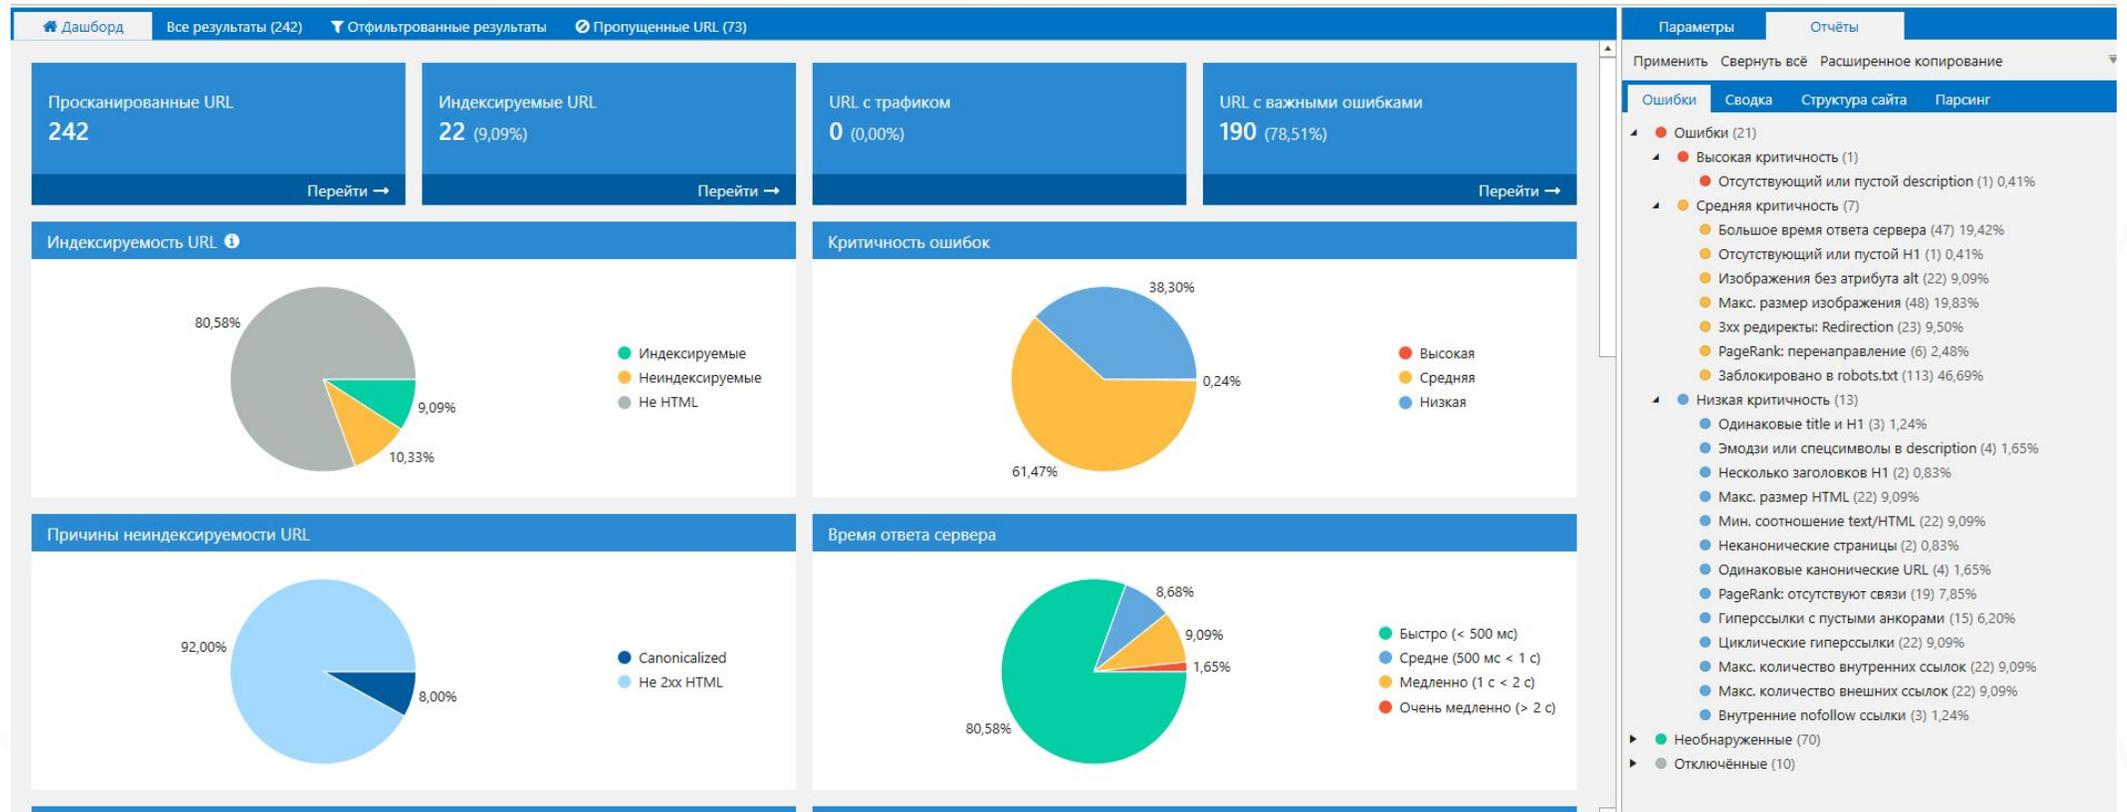 Дашборд
Все результаты (242)
Отфильтрованные результаты
Пропущенные URL (73)
Просканированные URL
242
Перейти →
Индексируемые URL
22 (9,09%)
Перейти →
URL с трафиком
0 (0,00%)
URL с важными ошибками
190 (78,51%)
Перейти →
Индексируемость URL
80,58%
9,09%
10,33%
Индексируемые
Неиндексируемые
Не HTML
Критичность ошибок
38,30%
0,24%
61,47%
Высокая
Средняя
Низкая
Причины неиндексируемости URL
92,00%
8,00%
Canonicalized
Не 2xx HTML
Время ответа сервера
8,68%
9,09%
1,65%
80,58%
Быстро (< 500 мс)
Средне (500 мс < 1 с)
Медленно (1 с < 2 с)
Очень медленно (> 2 с)
Параметры
Отчёты
Применить
Свернуть всё
Расширенное копирование
Ошибки
Сводка
Структура сайта
Парсинг
Ошибки (21)
Высокая критичность (1)
Отсутствующий или пустой description (1) 0,41%
Средняя критичность (7)
Большое время ответа сервера (47) 19,42%
Отсутствующий или пустой H1 (1) 0,41%
Изображения без атрибута alt (22) 9,09%
Макс. размер изображения (48) 19,83%
3xx редиректы: Redirection (23) 9,50%
PageRank: перенаправление (6) 2,48%
Заблокировано в robots.txt (113) 46,69%
Низкая критичность (13)
Одинаковые title и H1 (3) 1,24%
Эмодзи или спецсимволы в description (4) 1,65%
Несколько заголовков H1 (2) 0,83%
Макс. размер HTML (22) 9,09%
Мин. соотношение text/HTML (22) 9,09%
Неканонические страницы (2) 0,83%
Одинаковые канонические URL (4) 1,65%
PageRank: отсутствуют связи (19) 7,85%
Гиперссылки с пустыми анкорами (15) 6,20%
Циклические гиперссылки (22) 9,09%
Макс. количество внутренних ссылок (22) 9,09%
Макс. количество внешних ссылок (22) 9,09%
Внутренние nofollow ссылки (3) 1,24%
Необнаруженные (70)
Отключённые (10)